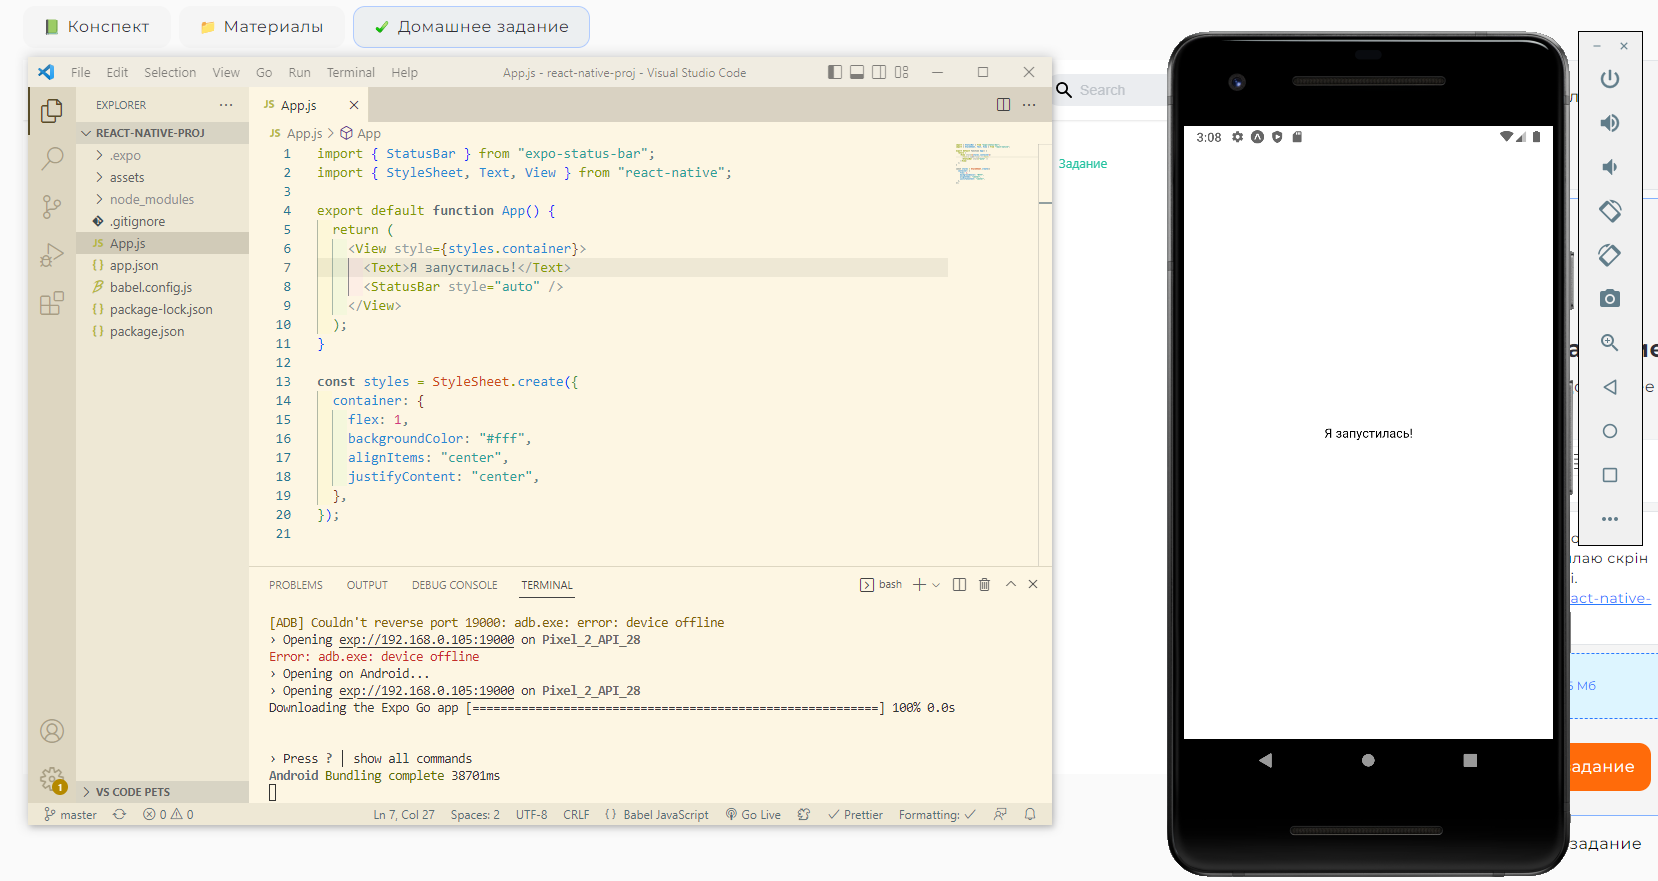 Конспект
Материалы
Домашнее задание
File Edit Selection View Go Run Terminal Help
App.js - react-native-proj - Visual Studio Code
EXPLORER
REACT-NATIVE-PROJ
.expo
assets
node_modules
.gitignore
JS App.js
{} app.json
babel.config.js
{} package-lock.json
{} package.json
VS CODE PETS
1
JS App.js
JS App.js > App
1 import { StatusBar } from "expo-status-bar";
2 import { StyleSheet, Text, View } from "react-native";
3
4 export default function App() {
5 return (
6 <View style={styles.container}>
7 <Text>Я запустилась!</Text>
8 <StatusBar style="auto" />
9 </View>
10 );
11 }
12
13 const styles = StyleSheet.create({
14 container: {
15 flex: 1,
16 backgroundColor: "#fff",
17 alignItems: "center",
18 justifyContent: "center",
19 },
20 });
21
PROBLEMS OUTPUT DEBUG CONSOLE TERMINAL
bash
[ADB] Couldn't reverse port 19000: adb.exe: error: device offline
› Opening exp://192.168.0.105:19000 on Pixel_2_API_28
Error: adb.exe: device offline
› Opening on Android...
› Opening exp://192.168.0.105:19000 on Pixel_2_API_28
Downloading the Expo Go app [==========================================================] 100% 0.0s
› Press ? │ show all commands
Android Bundling complete 38701ms
master
0 0
Ln 7, Col 27 Spaces: 2 UTF-8 CRLF {} Babel JavaScript Go Live Prettier Formatting:
Search
Задание
3:08
Я запустилась!
лаю скрін
і.
act-native-
Мб
адание
задание